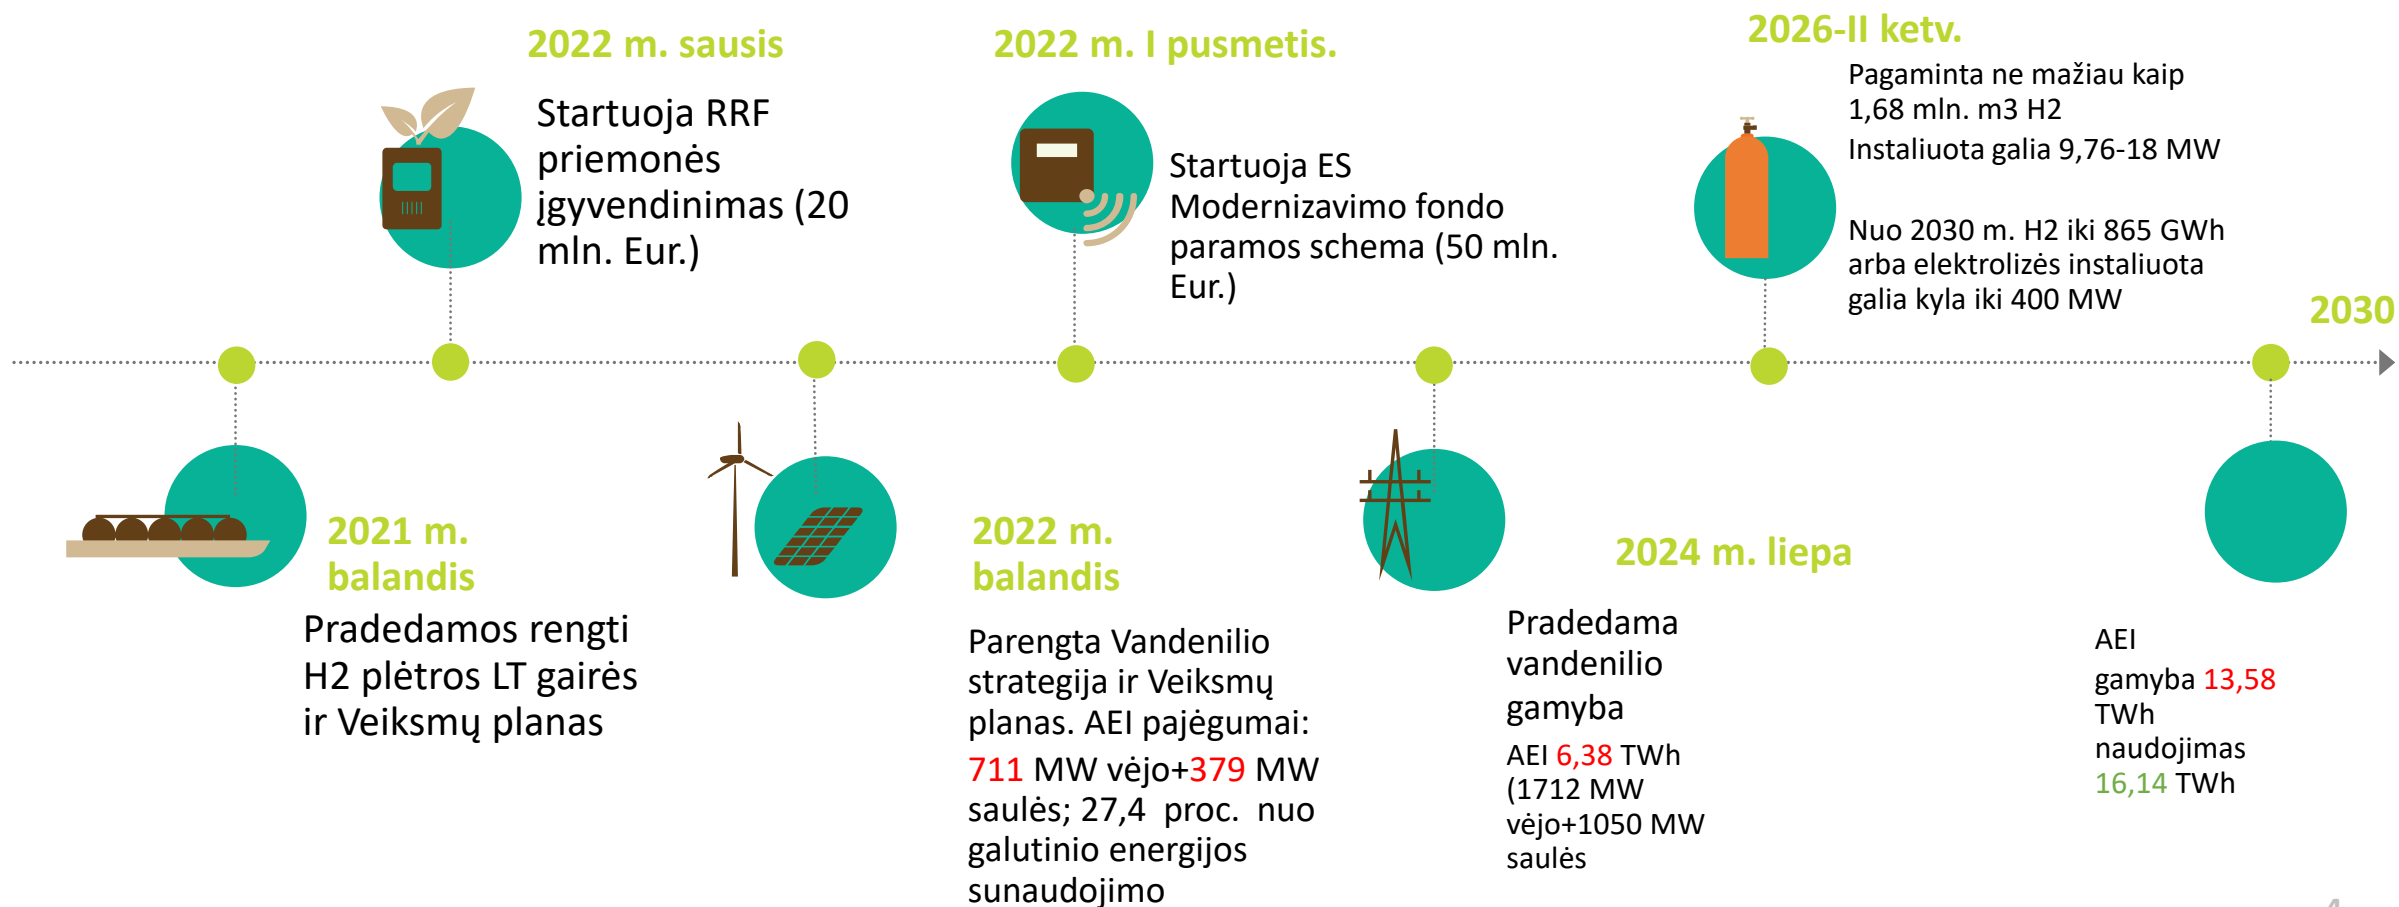 2022 m. sausis
Startuoja RRF
priemonės
įgyvendinimas (20
mln. Eur.)
2022 m. I pusmetis.
Startuoja ES
Modernizavimo fondo
paramos schema (50 mln.
Eur.)
2026-II ketv.
Pagaminta ne mažiau kaip
1,68 mln. m3 H2
Instaliuota galia 9,76-18 MW
Nuo 2030 m. H2 iki 865 GWh
arba elektrolizės instaliuota
galia kyla iki 400 MW
2030
2021 m.
balandis
Pradedamos rengti
H2 plėtros LT gairės
ir Veiksmų planas
2022 m.
balandis
Parengta Vandenilio
strategija ir Veiksmų
planas. AEI pajėgumai:
711 MW vėjo+379 MW
saulės; 27,4 proc. nuo
galutinio energijos
sunaudojimo
2024 m. liepa
Pradedama
vandenilio
gamyba
AEI 6,38 TWh
(1712 MW
vėjo+1050 MW
saulės
AEI
gamyba 13,58
TWh
naudojimas
16,14 TWh